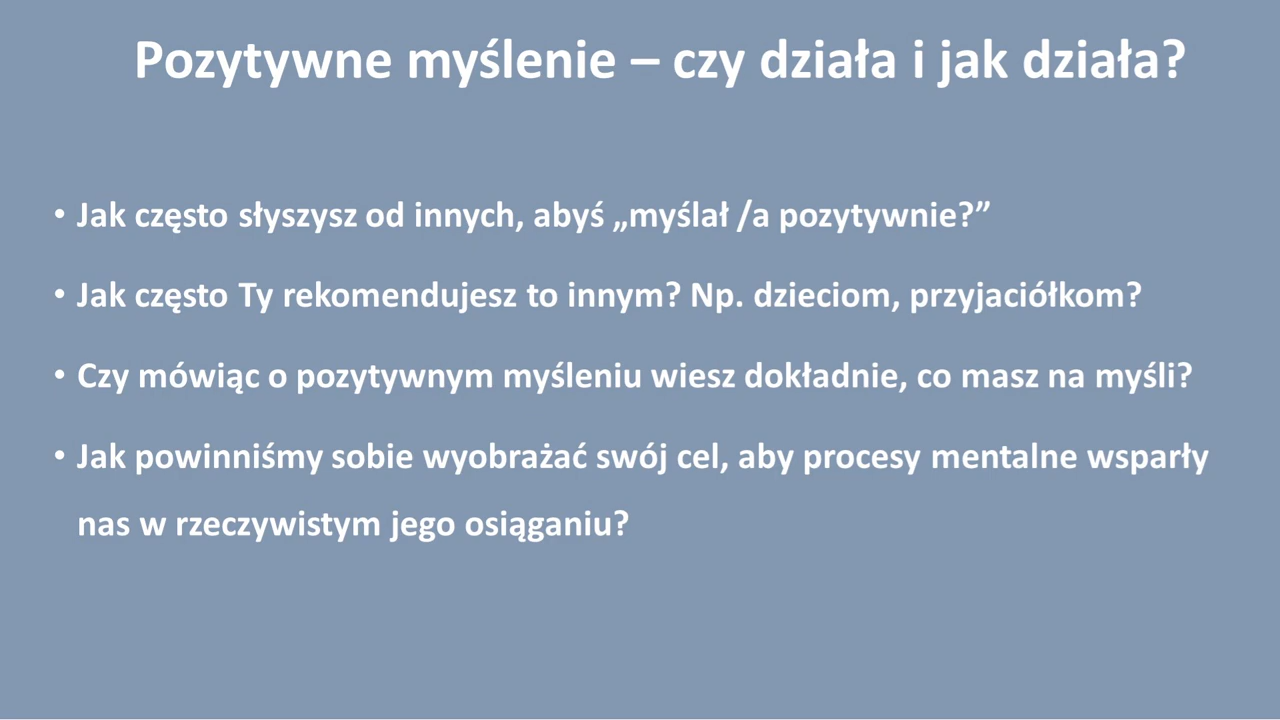 Pozytywne myślenie – czy działa i jak działa?
• Jak często słyszysz od innych, abyś „myślał /a pozytywnie?”
• Jak często Ty rekomendujesz to innym? Np. dzieciom, przyjaciółkom?
• Czy mówiąc o pozytywnym myśleniu wiesz dokładnie, co masz na myśli?
• Jak powinniśmy sobie wyobrażać swój cel, aby procesy mentalne wsparły
nas w rzeczywistym jego osiąganiu?